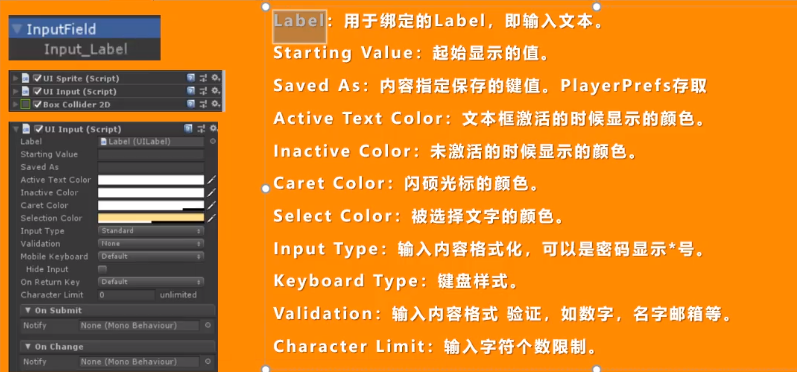 InputField
Input_Label
UI Sprite (Script)
UI Input (Script)
Box Collider 2D
UI Input (Script)
Label Label (UILabel)
Starting Value
Saved As
Active Text Color
Inactive Color
Caret Color
Selection Color
Input Type Standard
Validation None
Mobile Keyboard Default
Hide Input
On Return Key Default
Character Limit 0 unlimited
On Submit
Notify None (Mono Behaviour)
On Change
Notify None (Mono Behaviour)
Label：用于绑定的Label，即输入文本。
Starting Value：起始显示的值。
Saved As：内容指定保存的键值。PlayerPrefs存取
Active Text Color：文本框激活的时候显示的颜色。
Inactive Color：未激活的时候显示的颜色。
Caret Color：闪硕光标的颜色。
Select Color：被选择文字的颜色。
Input Type：输入内容格式化，可以是密码显示*号。
Keyboard Type：键盘样式。
Validation：输入内容格式 验证，如数字，名字邮箱等。
Character Limit：输入字符个数限制。